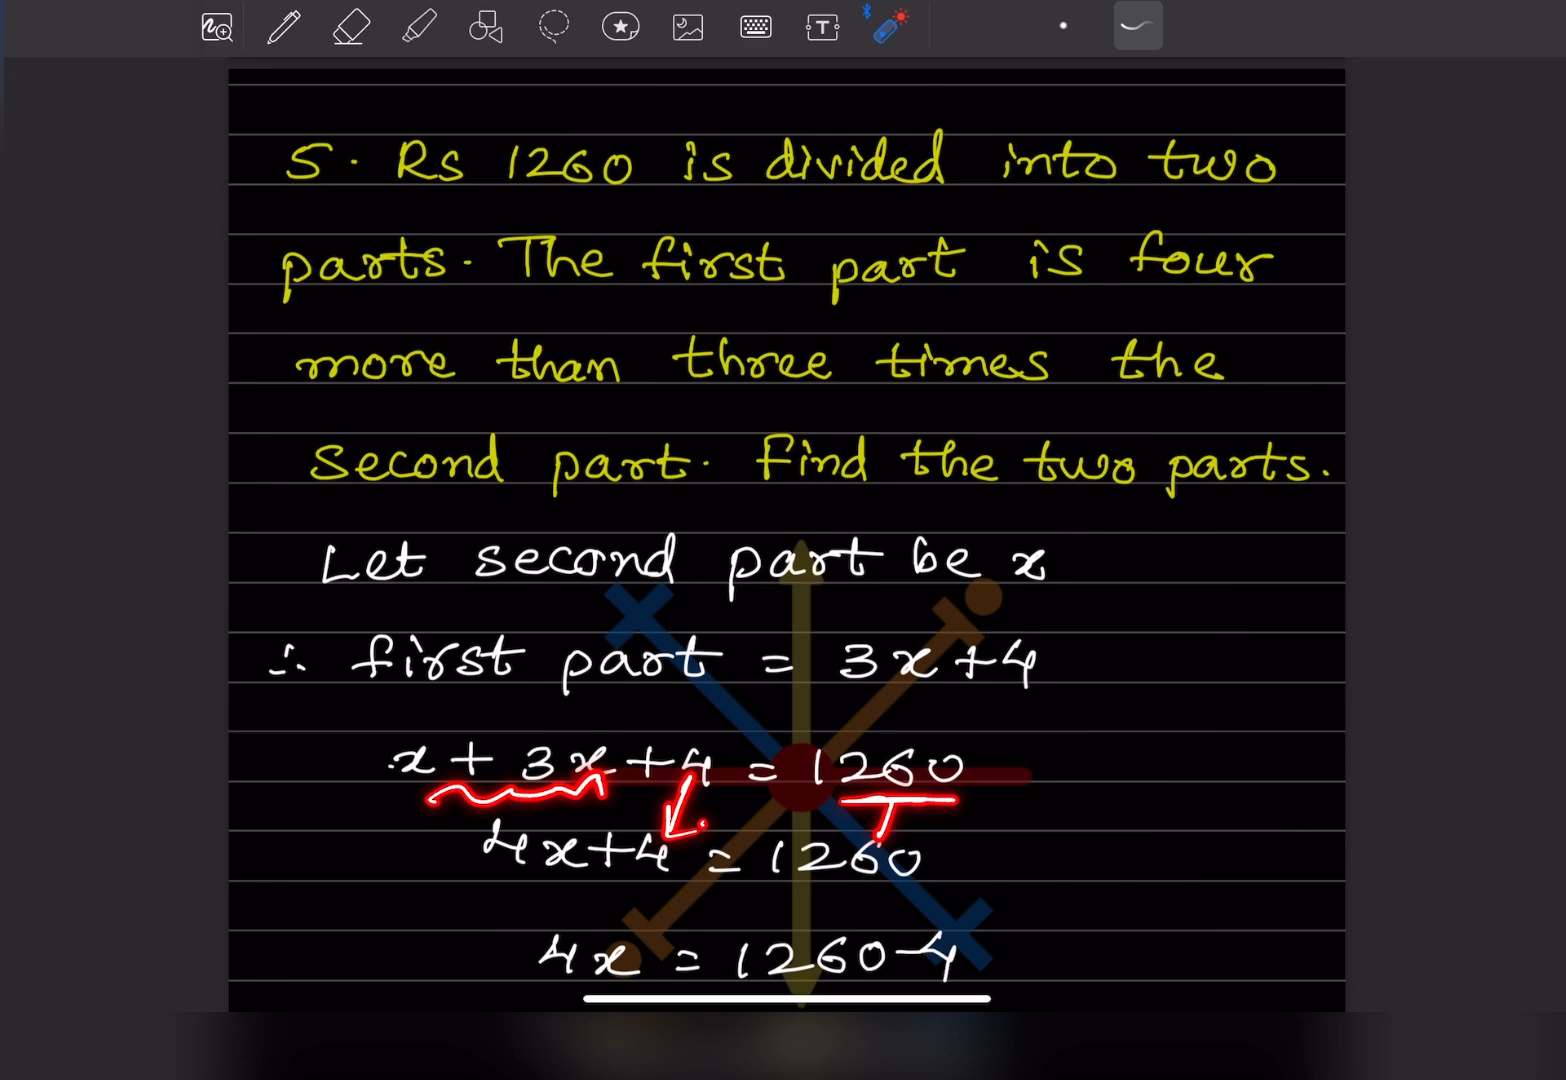 5. Rs 1260 is divided into two
parts. The first part is four
more than three times the
second part. Find the two parts.
Let second part be x
∴ first part = 3x+4
x + 3x + 4 = 1260
4x+4 = 1260
4x = 1260-4